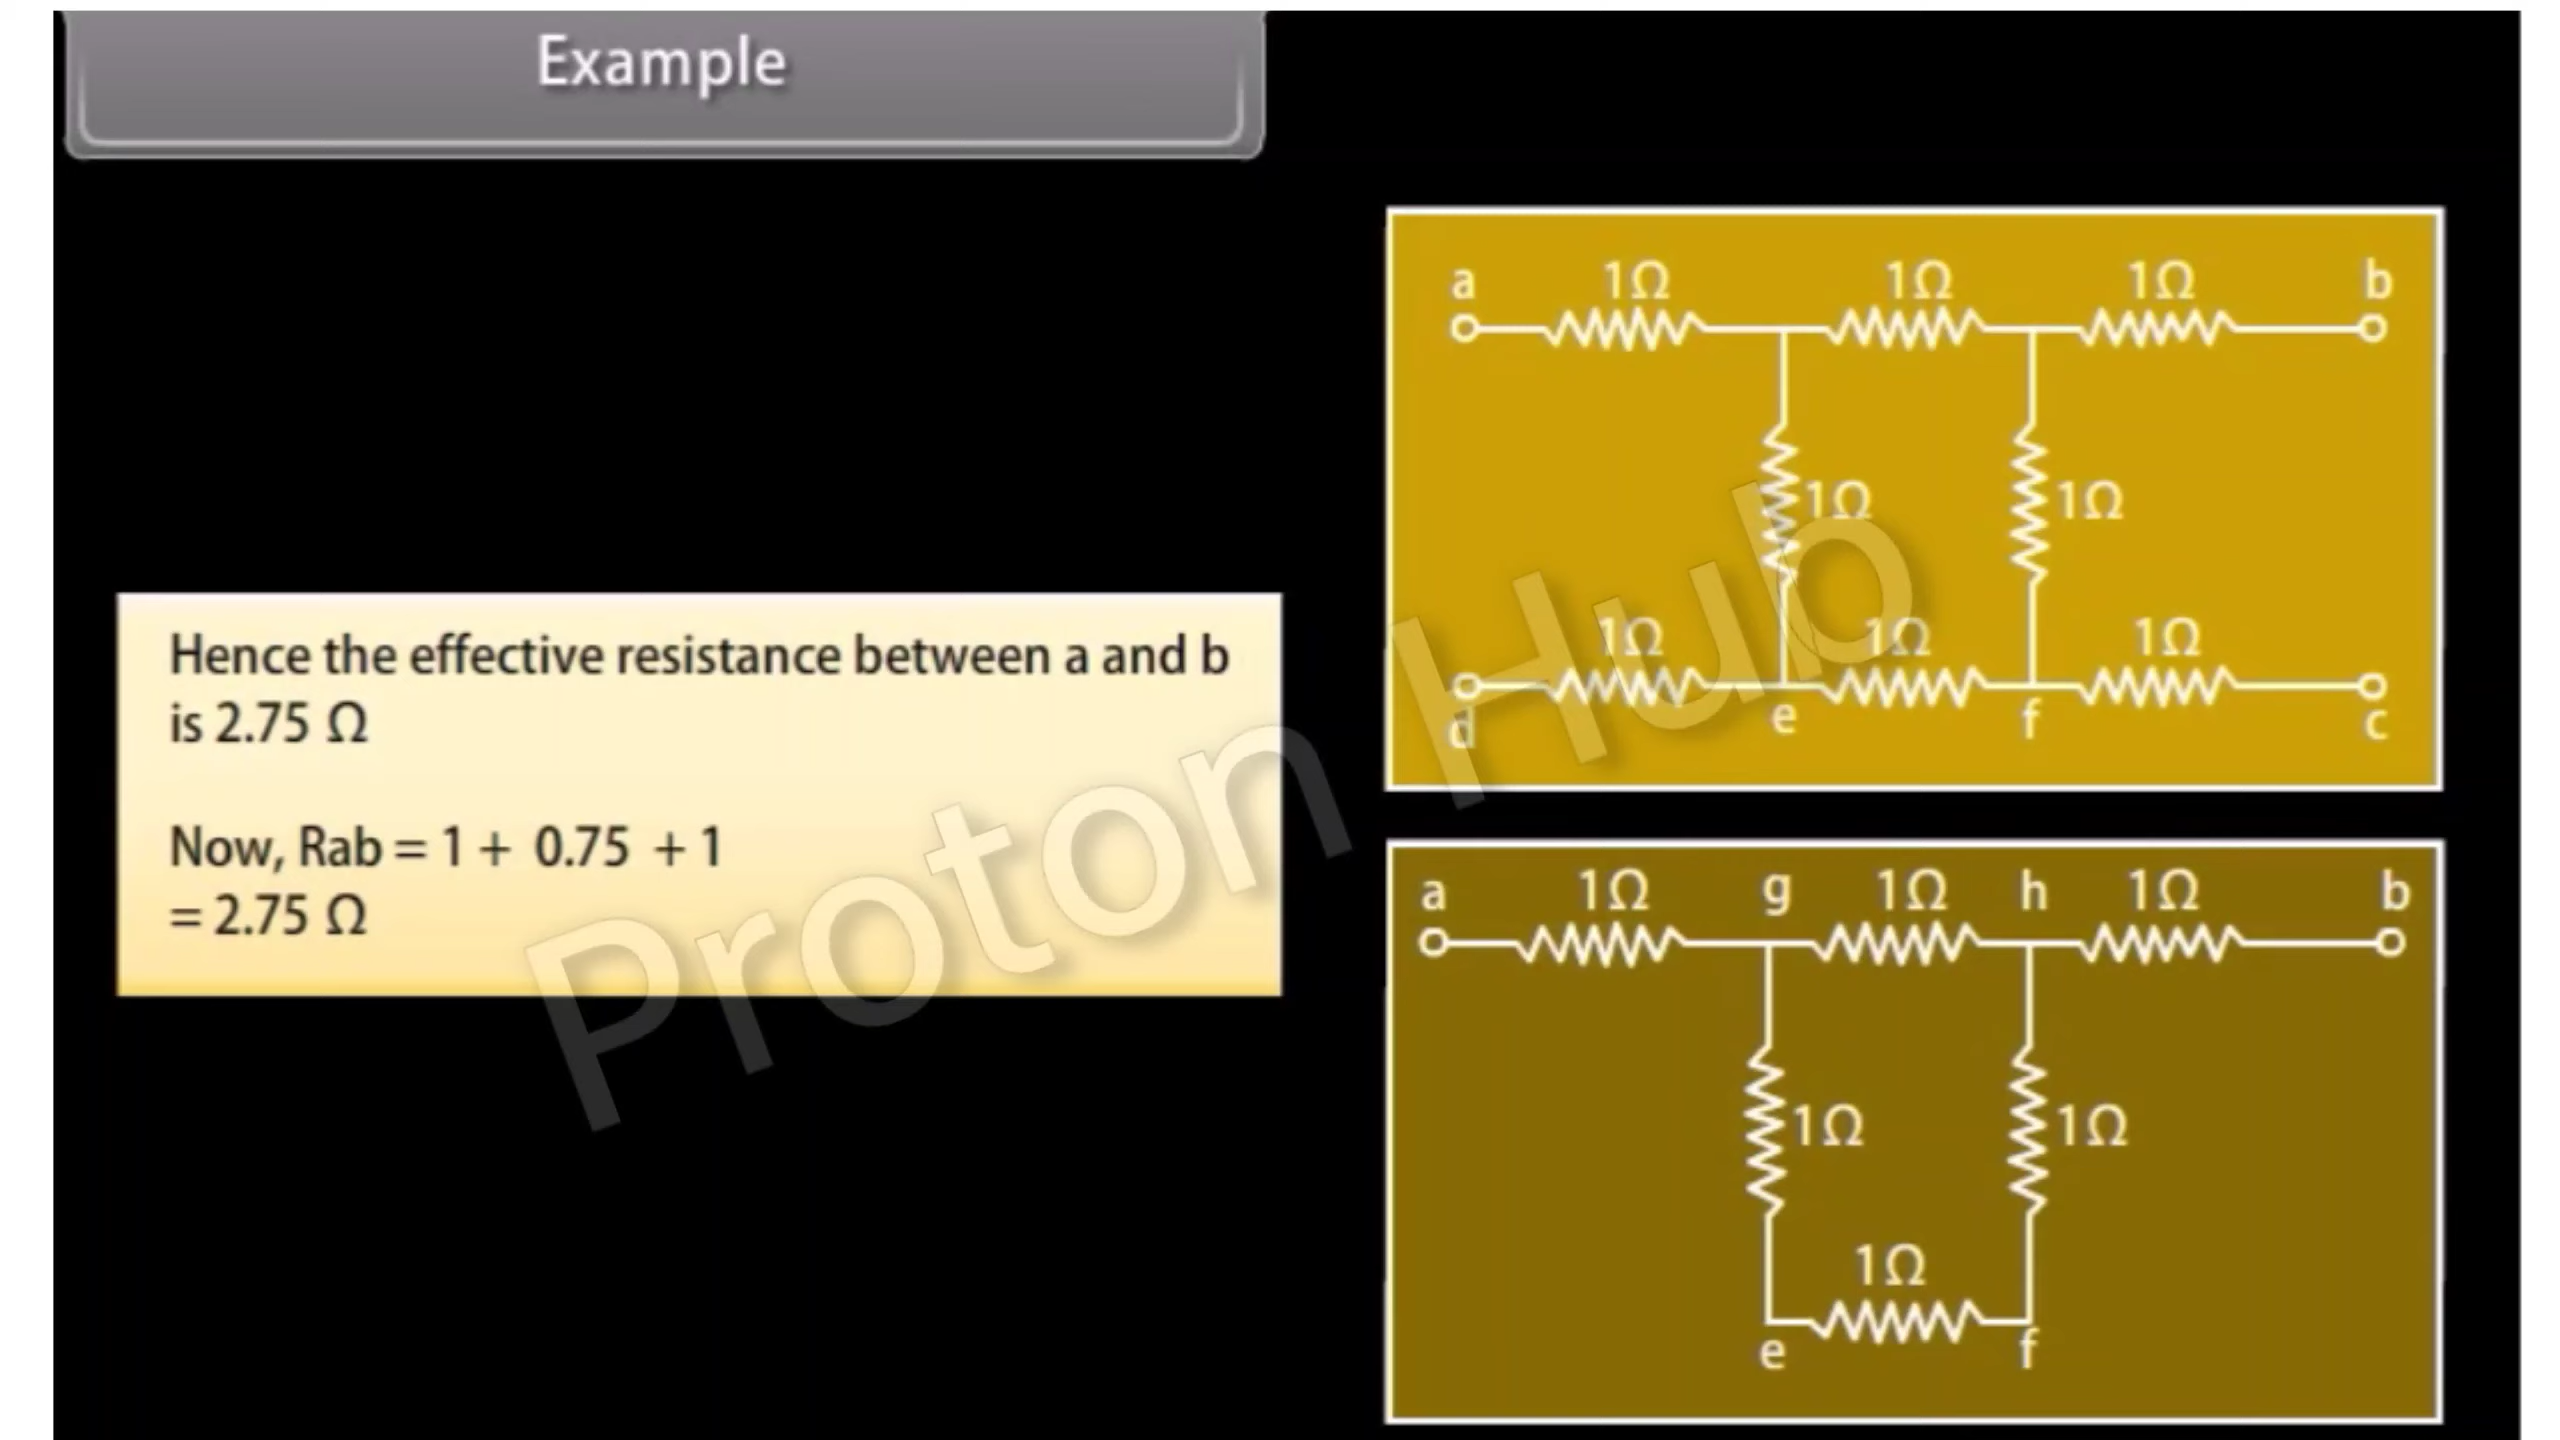 Example
a 1Ω 1Ω 1Ω b
1Ω 1Ω
1Ω 1Ω 1Ω
d e f c
Hence the effective resistance between a and b
is 2.75 Ω
Now, Rab = 1 + 0.75 + 1
= 2.75 Ω
Proton Hub
a 1Ω g 1Ω h 1Ω b
1Ω 1Ω
1Ω
e f